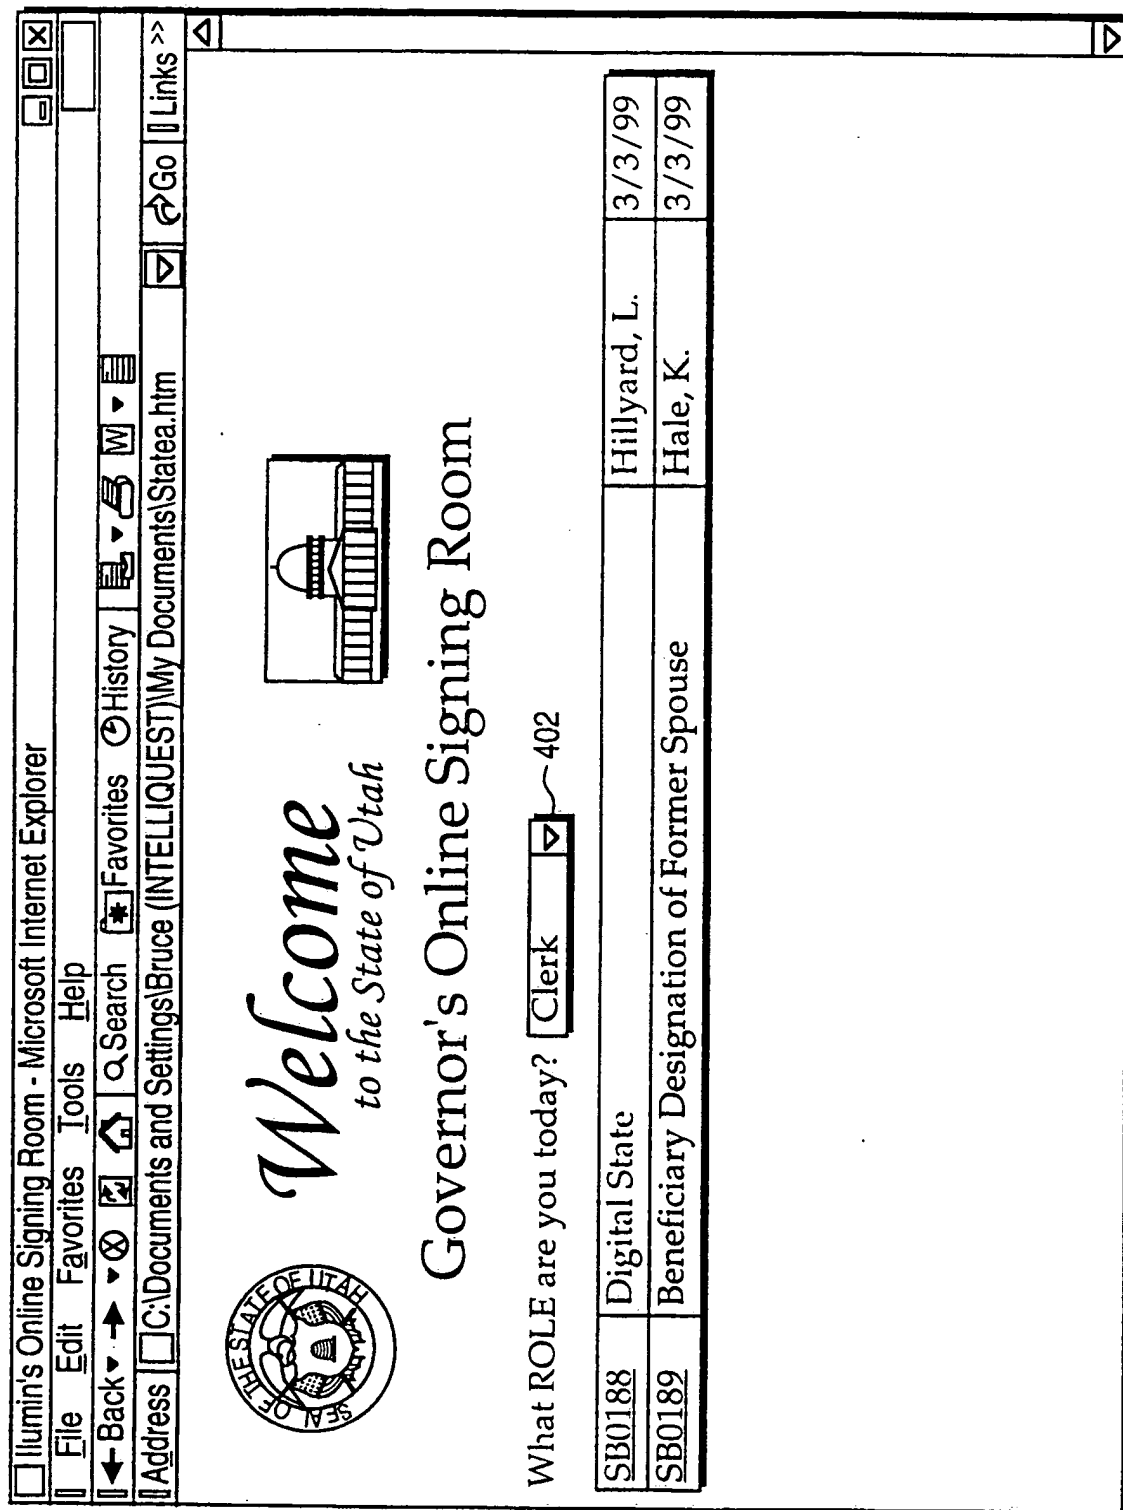 Ilumin's Online Signing Room - Microsoft Internet Explorer
File Edit Favorites Tools Help
Back Search Favorites History W
Address C:\Documents and Settings\Bruce (INTELLIQUEST)\My Documents\Statea.htm Go Links >>
SEAL OF THE STATE OF UTAH
Welcome
to the State of Utah
Governor's Online Signing Room
What ROLE are you today? Clerk 402
SB0188 Digital State Hillyard, L. 3/3/99
SB0189 Beneficiary Designation of Former Spouse Hale, K. 3/3/99